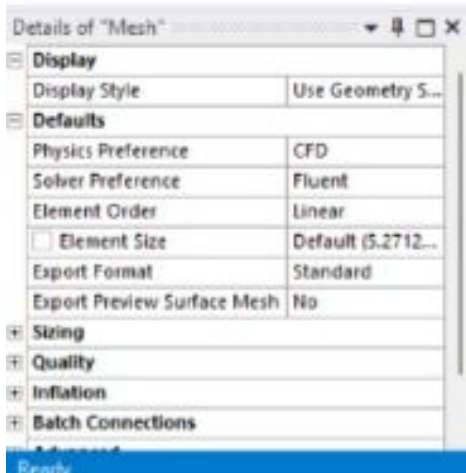 Details of "Mesh"
Display
Display Style Use Geometry S...
Defaults
Physics Preference CFD
Solver Preference Fluent
Element Order Linear
Element Size Default (5.2712...
Export Format Standard
Export Preview Surface Mesh No
Sizing
Quality
Inflation
Batch Connections
Advanced
Ready